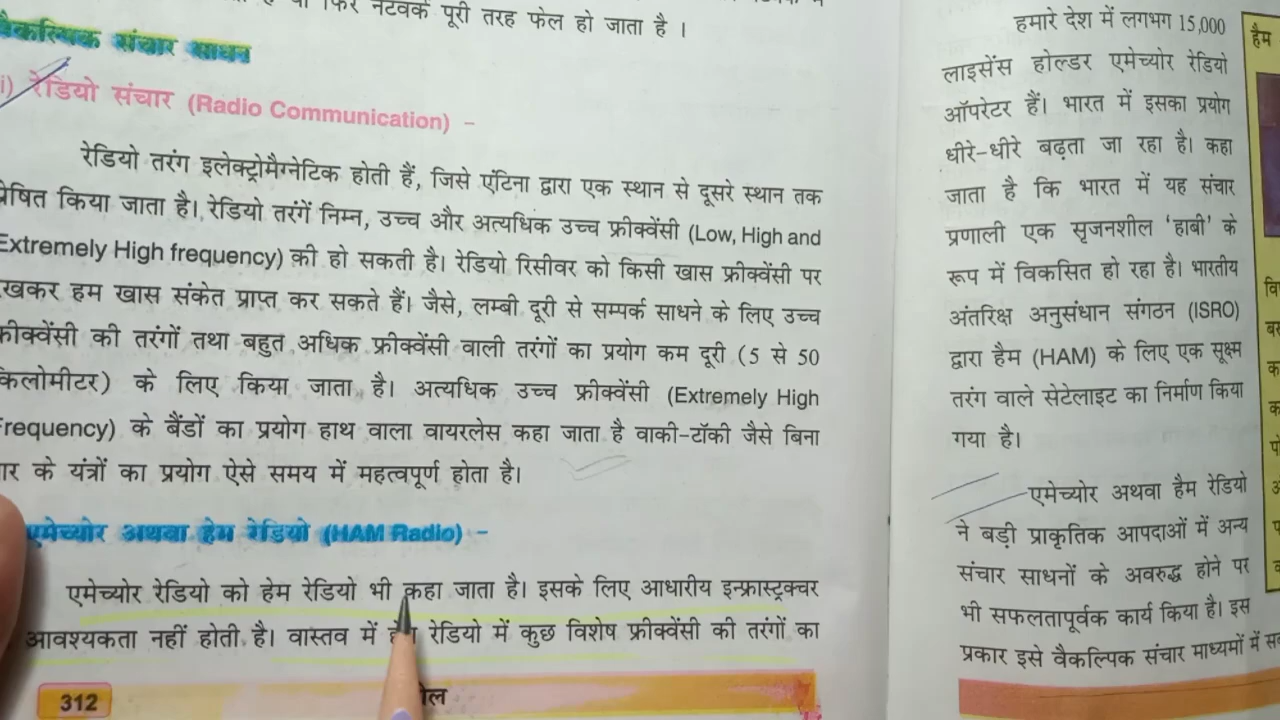 फिर नेटवर्क पूरी तरह फेल हो जाता है ।
वैकल्पिक संचार साधन
i) रेडियो संचार (Radio Communication) –
रेडियो तरंग इलेक्ट्रोमैग्नेटिक होती हैं, जिसे एंटिना द्वारा एक स्थान से दूसरे स्थान तक
प्रेषित किया जाता है। रेडियो तरंगें निम्न, उच्च और अत्यधिक उच्च फ्रीक्वेंसी (Low, High and
Extremely High frequency) की हो सकती है। रेडियो रिसीवर को किसी खास फ्रीक्वेंसी पर
रखकर हम खास संकेत प्राप्त कर सकते हैं। जैसे, लम्बी दूरी से सम्पर्क साधने के लिए उच्च
फ्रीक्वेंसी की तरंगों तथा बहुत अधिक फ्रीक्वेंसी वाली तरंगों का प्रयोग कम दूरी (5 से 50
किलोमीटर) के लिए किया जाता है। अत्यधिक उच्च फ्रीक्वेंसी (Extremely High
Frequency) के बैंडों का प्रयोग हाथ वाला वायरलेस कहा जाता है वाकी-टॉकी जैसे बिना
तार के यंत्रों का प्रयोग ऐसे समय में महत्वपूर्ण होता है।
एमेच्योर अथवा हेम रेडियो (HAM Radio) –
एमेच्योर रेडियो को हेम रेडियो भी कहा जाता है। इसके लिए आधारीय इन्फ्रास्ट्रक्चर
आवश्यकता नहीं होती है। वास्तव में रेडियो में कुछ विशेष फ्रीक्वेंसी की तरंगों का
312
हमारे देश में लगभग 15,000
लाइसेंस होल्डर एमेच्योर रेडियो
ऑपरेटर हैं। भारत में इसका प्रयोग
धीरे-धीरे बढ़ता जा रहा है। कहा
जाता है कि भारत में यह संचार
प्रणाली एक सृजनशील 'हाबी' के
रूप में विकसित हो रहा है। भारतीय
अंतरिक्ष अनुसंधान संगठन (ISRO)
द्वारा हैम (HAM) के लिए एक सूक्ष्म
तरंग वाले सेटेलाइट का निर्माण किया
गया है।
एमेच्योर अथवा हैम रेडियो
ने बड़ी प्राकृतिक आपदाओं में अन्य
संचार साधनों के अवरुद्ध होने पर
भी सफलतापूर्वक कार्य किया है। इस
प्रकार इसे वैकल्पिक संचार माध्यमों में
हैम